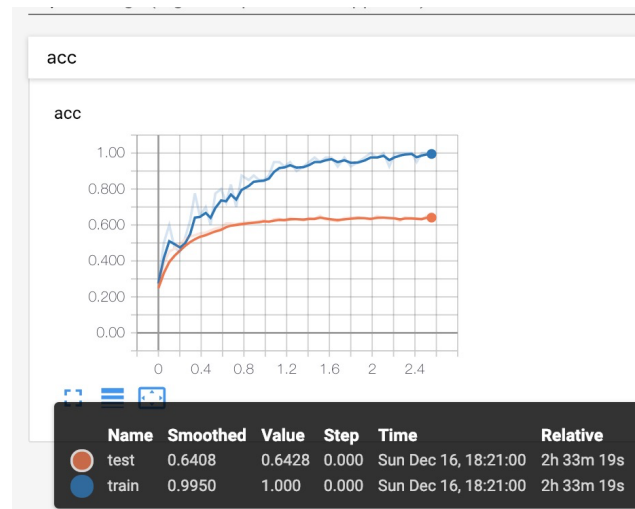 acc
acc
1.00
0.800
0.600
0.400
0.200
0.00
0 0.4 0.8 1.2 1.6 2 2.4
Name Smoothed Value Step Time Relative
test 0.6408 0.6428 0.000 Sun Dec 16, 18:21:00 2h 33m 19s
train 0.9950 1.000 0.000 Sun Dec 16, 18:21:00 2h 33m 19s